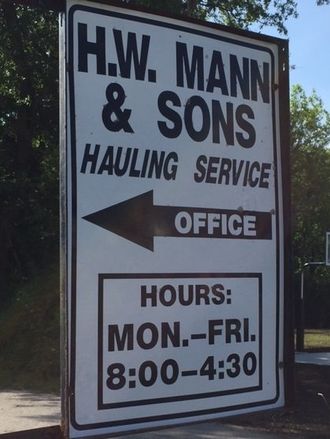 H.W. MANN
& SONS
HAULING SERVICE
OFFICE
HOURS:
MON.–FRI.
8:00–4:30